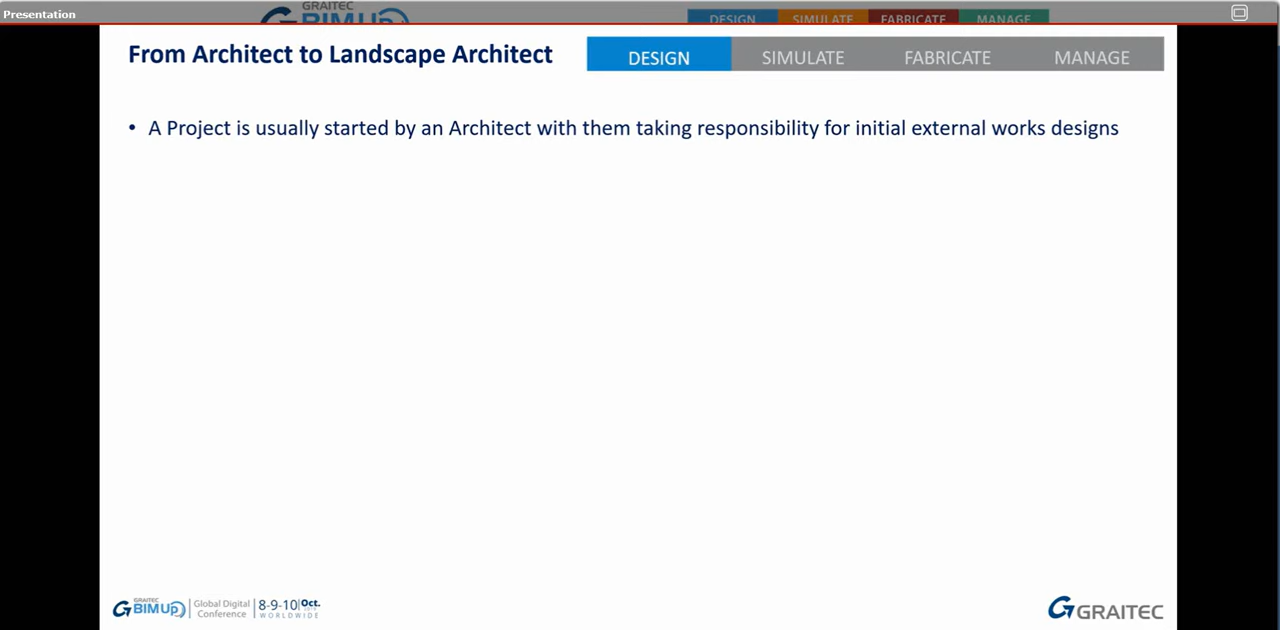 Presentation
GRAITEC
BIMUP
DESIGN SIMULATE FABRICATE MANAGE
From Architect to Landscape Architect
DESIGN SIMULATE FABRICATE MANAGE
• A Project is usually started by an Architect with them taking responsibility for initial external works designs
GRAITEC
BIMUp
Global Digital
Conference
8-9-10 Oct.
WORLDWIDE
GRAITEC